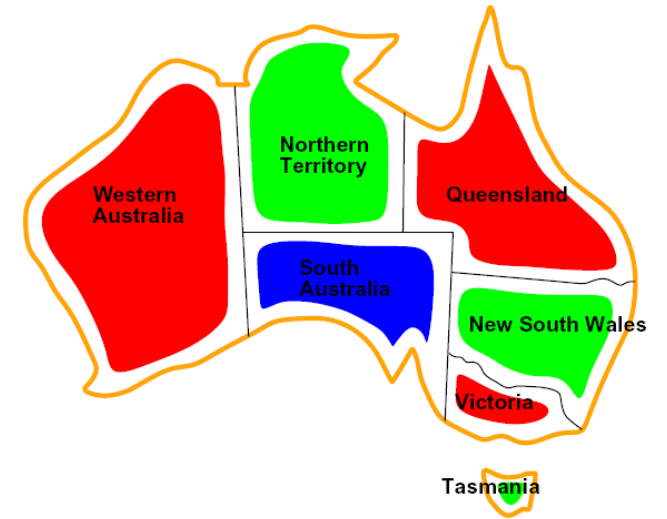 Northern
Territory
Western
Australia
Queensland
South
Australia
New South Wales
Victoria
Tasmania